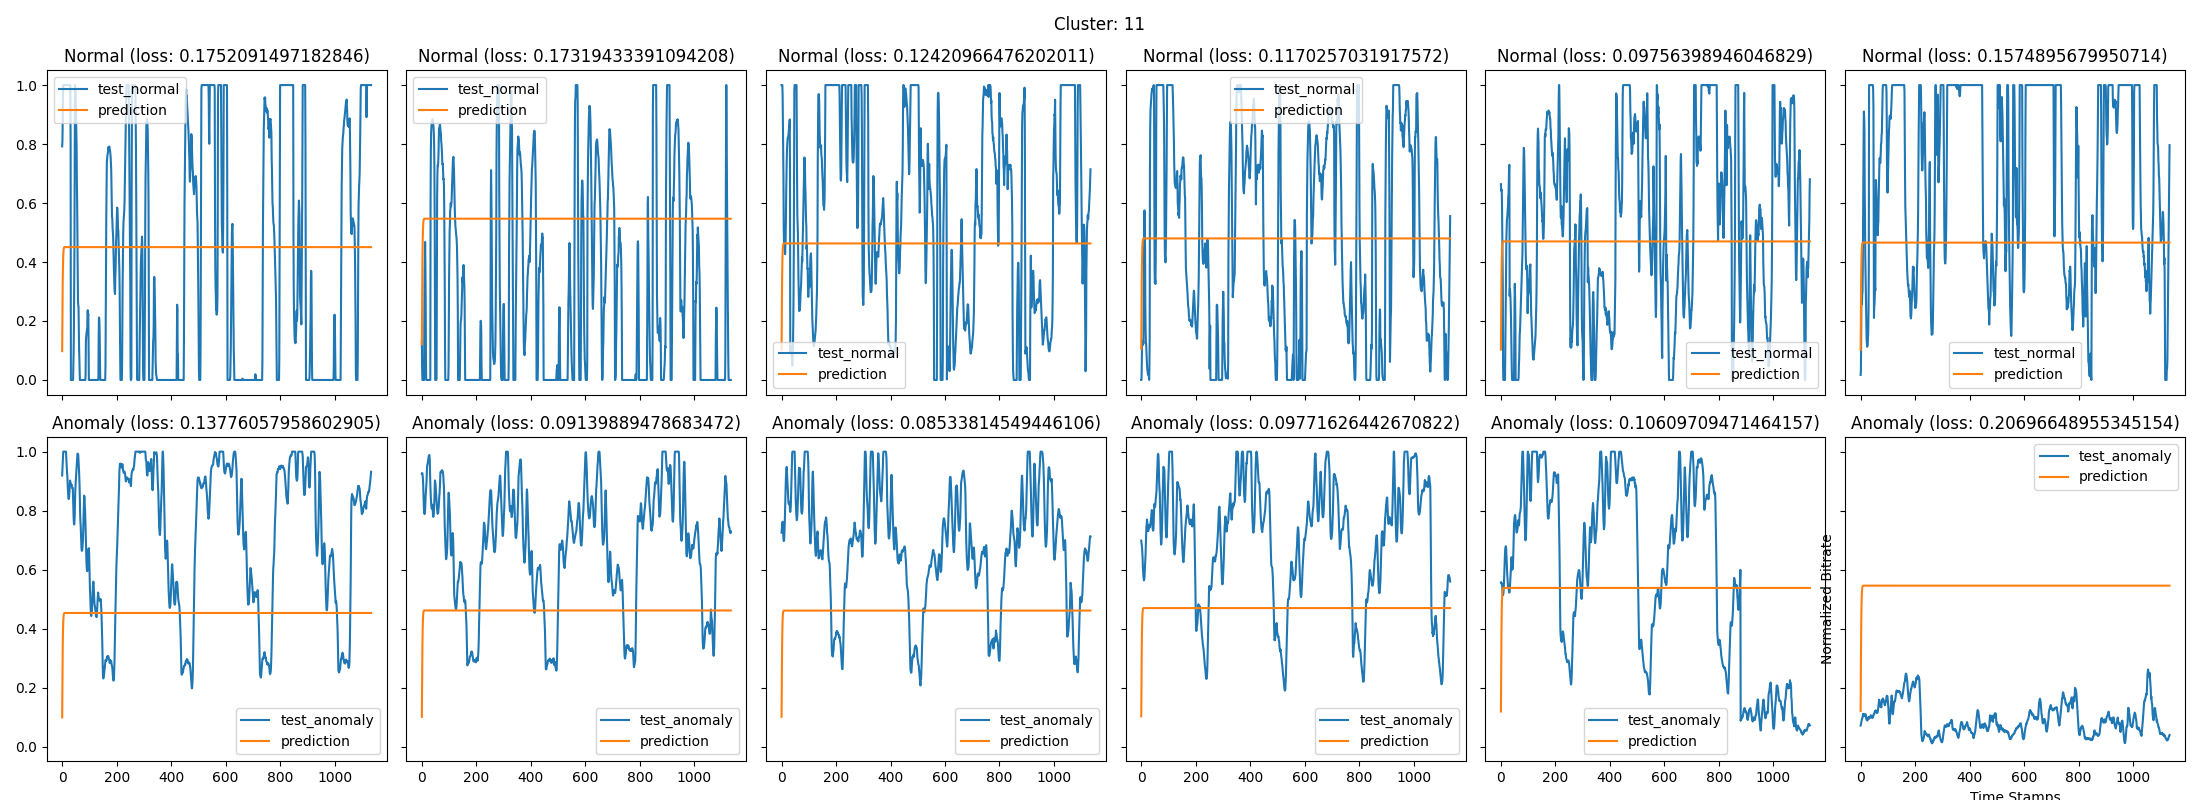 Cluster: 11
Normal (loss: 0.1752091497182846)
Normal (loss: 0.17319433391094208)
Normal (loss: 0.12420966476202011)
Normal (loss: 0.1170257031917572)
Normal (loss: 0.09756398946046829)
Normal (loss: 0.1574895679950714)
1.0
0.8
0.6
0.4
0.2
0.0
test_normal
prediction
test_normal
prediction
test_normal
prediction
test_normal
prediction
test_normal
prediction
test_normal
prediction
Anomaly (loss: 0.13776057958602905)
Anomaly (loss: 0.09139889478683472)
Anomaly (loss: 0.08533814549446106)
Anomaly (loss: 0.09771626442670822)
Anomaly (loss: 0.10609709471464157)
Anomaly (loss: 0.20696648955345154)
1.0
0.8
0.6
0.4
0.2
0.0
test_anomaly
prediction
test_anomaly
prediction
test_anomaly
prediction
test_anomaly
prediction
test_anomaly
prediction
Normalized Bitrate
test_anomaly
prediction
0 200 400 600 800 1000
0 200 400 600 800 1000
0 200 400 600 800 1000
0 200 400 600 800 1000
0 200 400 600 800 1000
0 200 400 600 800 1000
Time Stamps